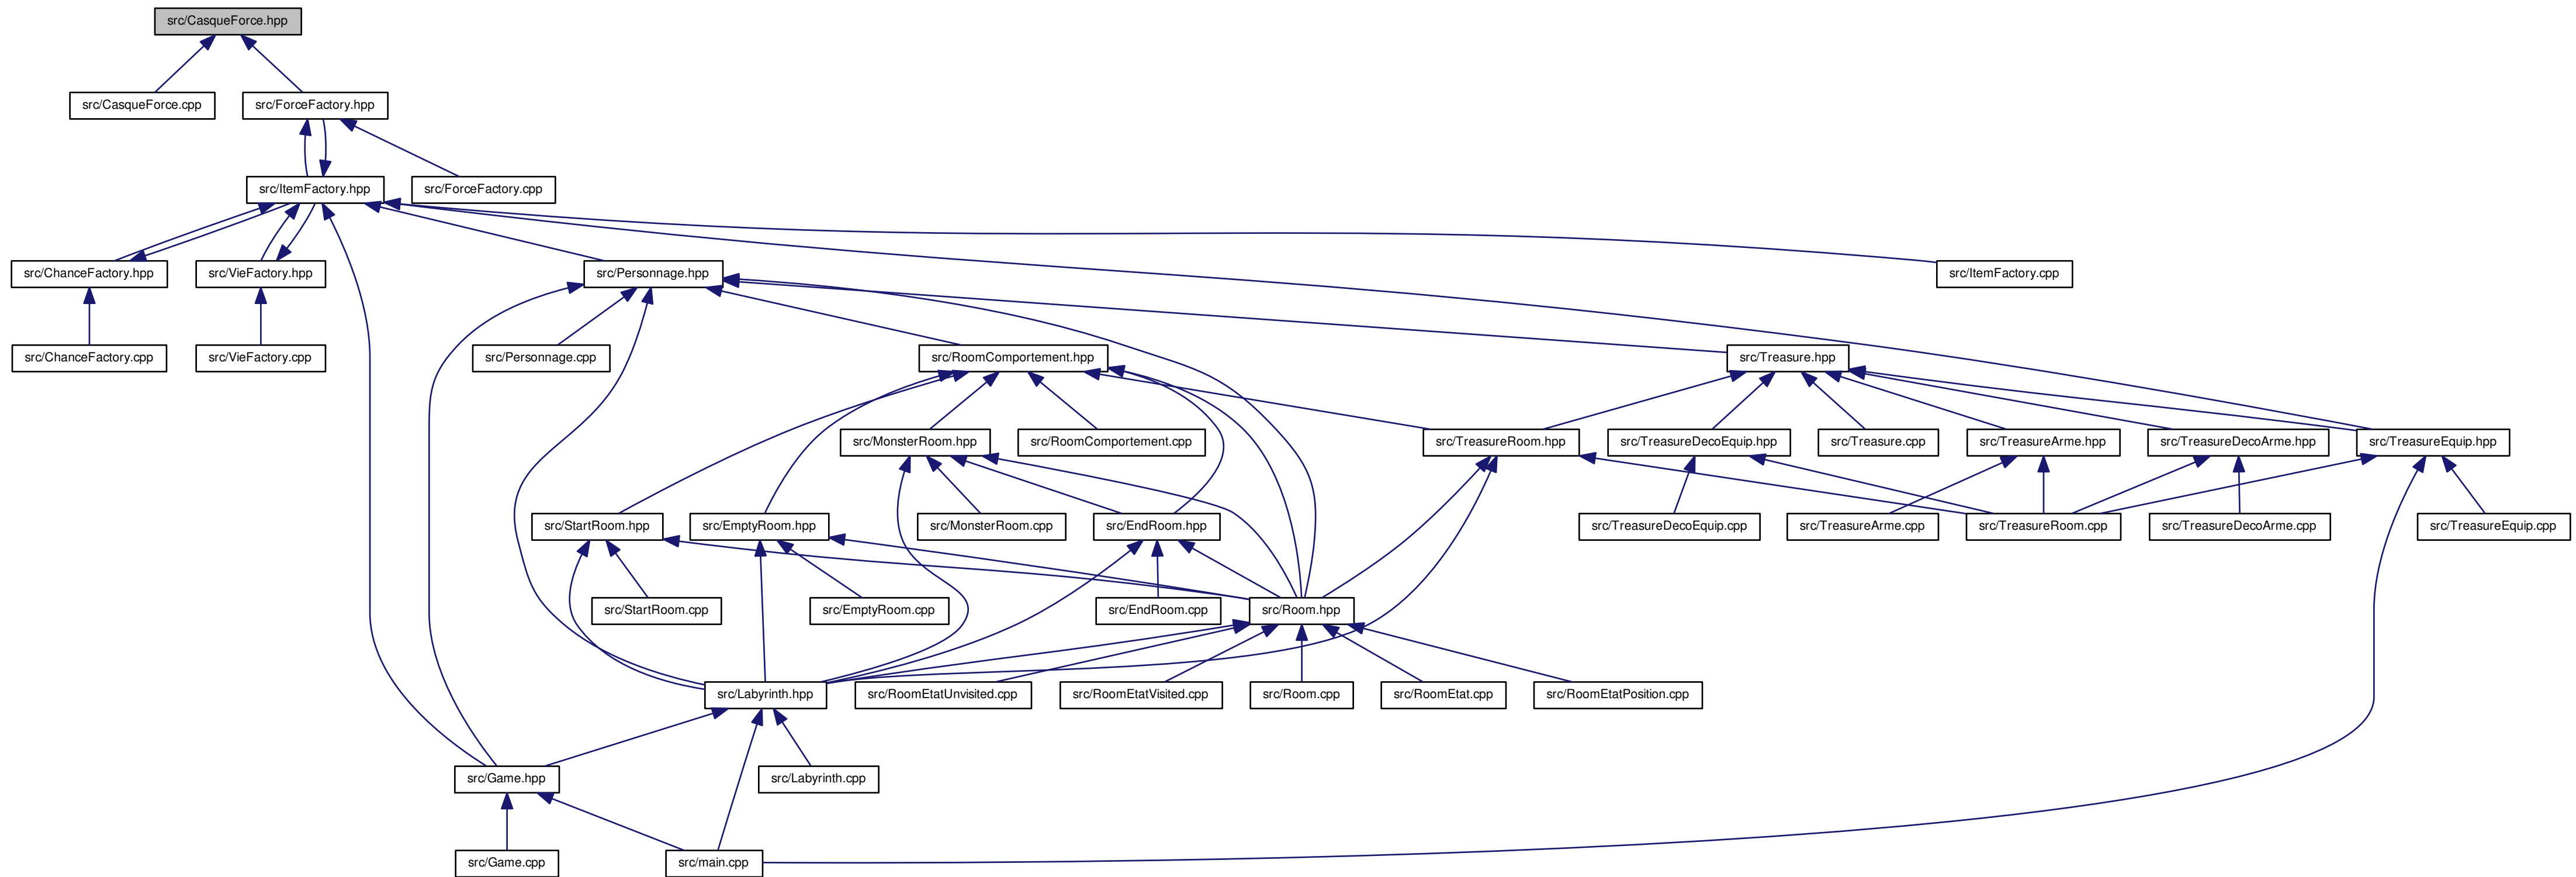 src/CasqueForce.hpp
src/CasqueForce.cpp
src/ForceFactory.hpp
src/ItemFactory.hpp
src/ForceFactory.cpp
src/ChanceFactory.hpp
src/VieFactory.hpp
src/Personnage.hpp
src/ItemFactory.cpp
src/ChanceFactory.cpp
src/VieFactory.cpp
src/Personnage.cpp
src/RoomComportement.hpp
src/Treasure.hpp
src/MonsterRoom.hpp
src/RoomComportement.cpp
src/TreasureRoom.hpp
src/TreasureDecoEquip.hpp
src/Treasure.cpp
src/TreasureArme.hpp
src/TreasureDecoArme.hpp
src/TreasureEquip.hpp
src/StartRoom.hpp
src/EmptyRoom.hpp
src/MonsterRoom.cpp
src/EndRoom.hpp
src/TreasureDecoEquip.cpp
src/TreasureArme.cpp
src/TreasureRoom.cpp
src/TreasureDecoArme.cpp
src/TreasureEquip.cpp
src/StartRoom.cpp
src/EmptyRoom.cpp
src/EndRoom.cpp
src/Room.hpp
src/Labyrinth.hpp
src/RoomEtatUnvisited.cpp
src/RoomEtatVisited.cpp
src/Room.cpp
src/RoomEtat.cpp
src/RoomEtatPosition.cpp
src/Game.hpp
src/Labyrinth.cpp
src/Game.cpp
src/main.cpp